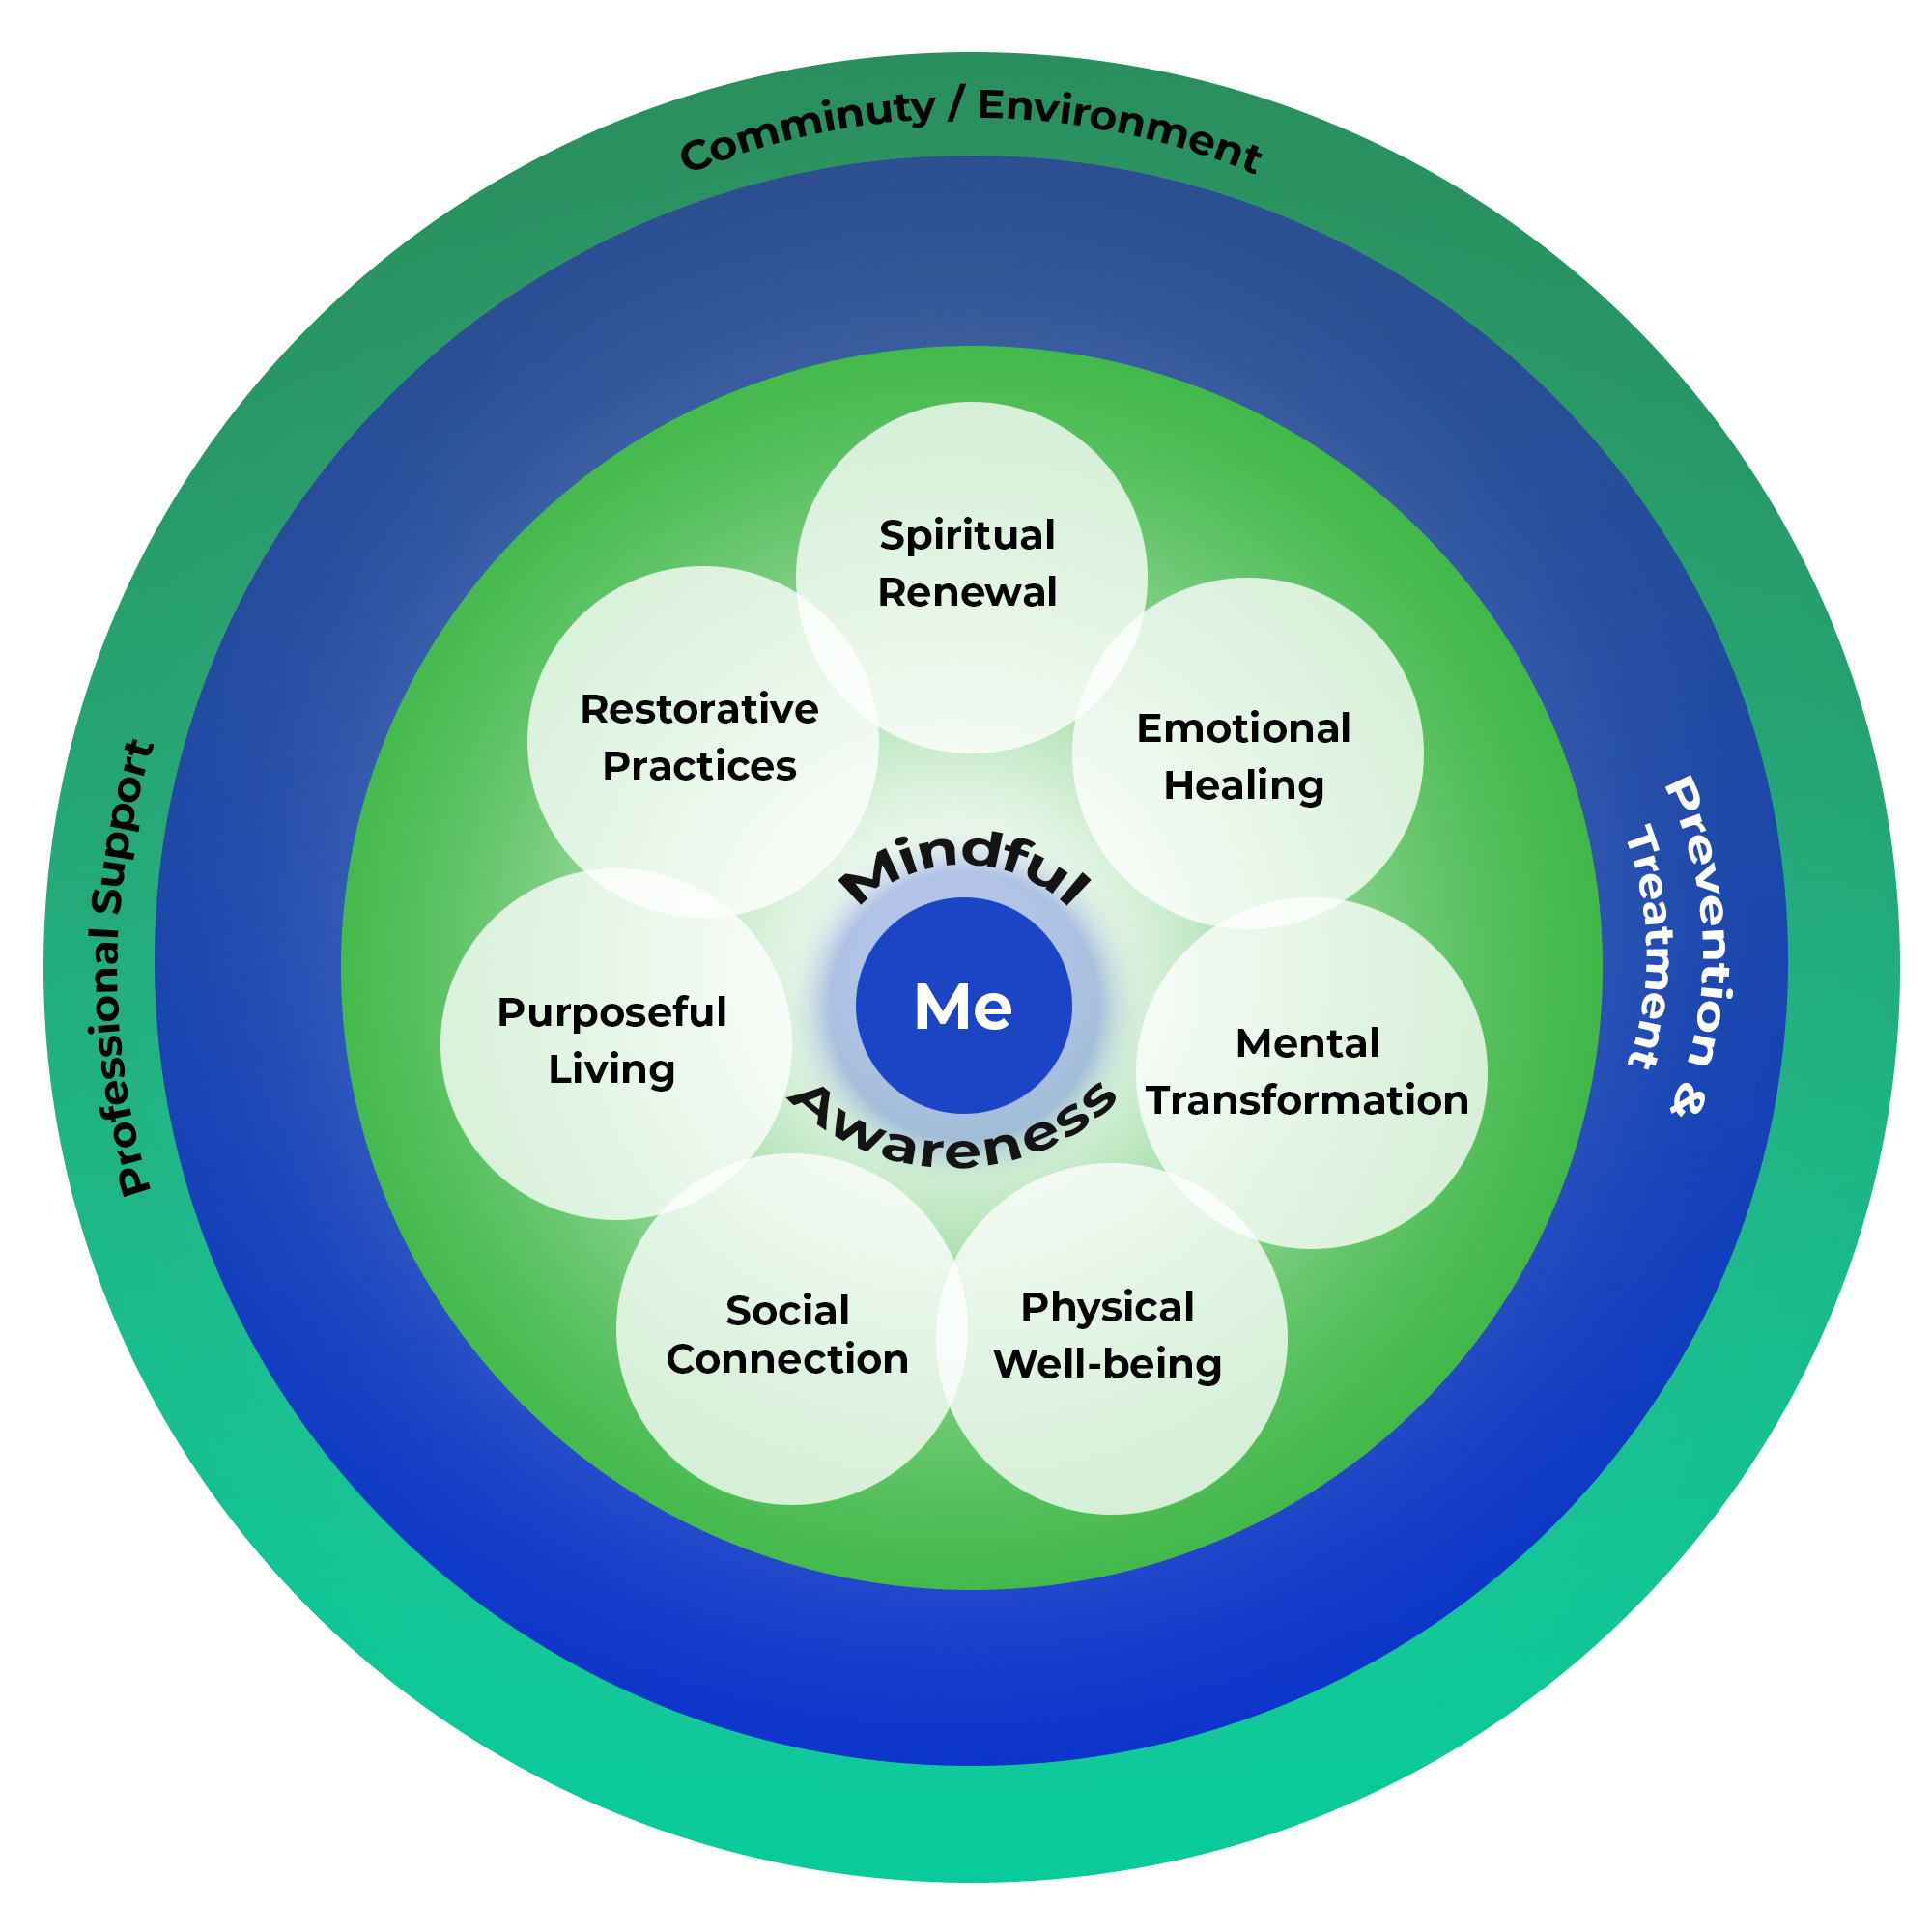 Comminuty / Environment
Spiritual
Renewal
Restorative
Practices
Emotional
Healing
Professional Support
Prevention &
Treatment
Mindful
Me
Awareness
Purposeful
Living
Mental
Transformation
Social
Connection
Physical
Well-being